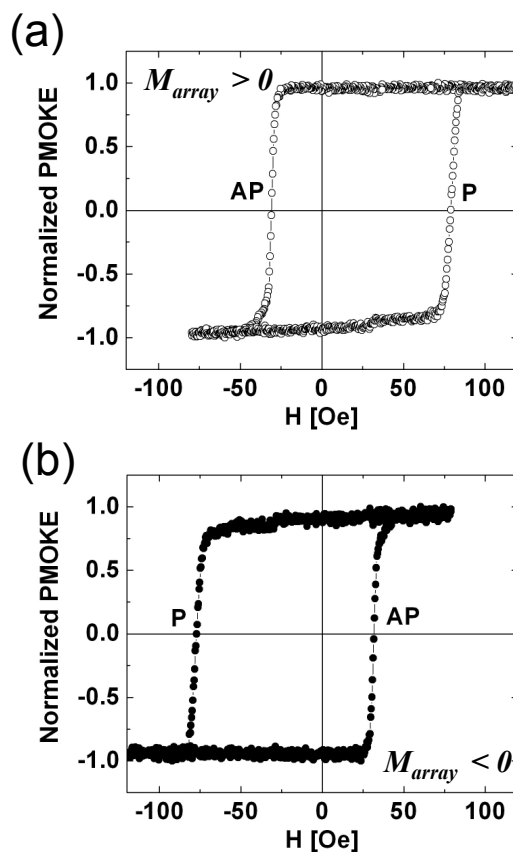 (a)
M_array > 0
1.0
0.5
0.0
-0.5
-1.0
Normalized PMOKE
AP
P
-100 -50 0 50 100
H [Oe]
(b)
1.0
0.5
0.0
-0.5
-1.0
Normalized PMOKE
P
AP
M_array < 0
-100 -50 0 50 100
H [Oe]